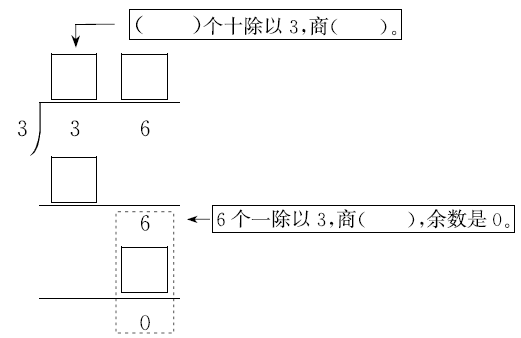 (　　)个十除以 3,商(　　)。
3 3 6
6
6 个一除以 3,商(　　),余数是 0。
0